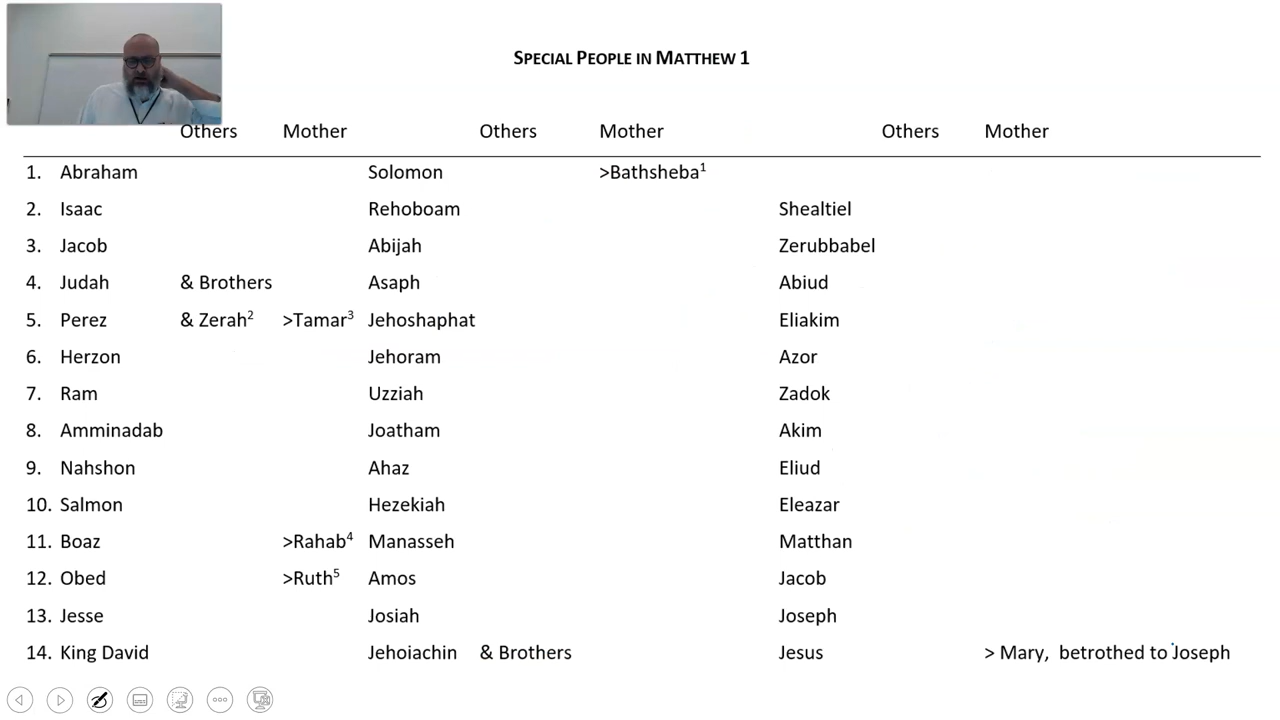 SPECIAL PEOPLE IN MATTHEW 1
Others Mother Others Mother Others Mother
1. Abraham Solomon >Bathsheba¹
2. Isaac Rehoboam Shealtiel
3. Jacob Abijah Zerubbabel
4. Judah & Brothers Asaph Abiud
5. Perez & Zerah² >Tamar³ Jehoshaphat Eliakim
6. Herzon Jehoram Azor
7. Ram Uzziah Zadok
8. Amminadab Joatham Akim
9. Nahshon Ahaz Eliud
10. Salmon Hezekiah Eleazar
11. Boaz >Rahab⁴ Manasseh Matthan
12. Obed >Ruth⁵ Amos Jacob
13. Jesse Josiah Joseph
14. King David Jehoiachin & Brothers Jesus > Mary, betrothed to Joseph